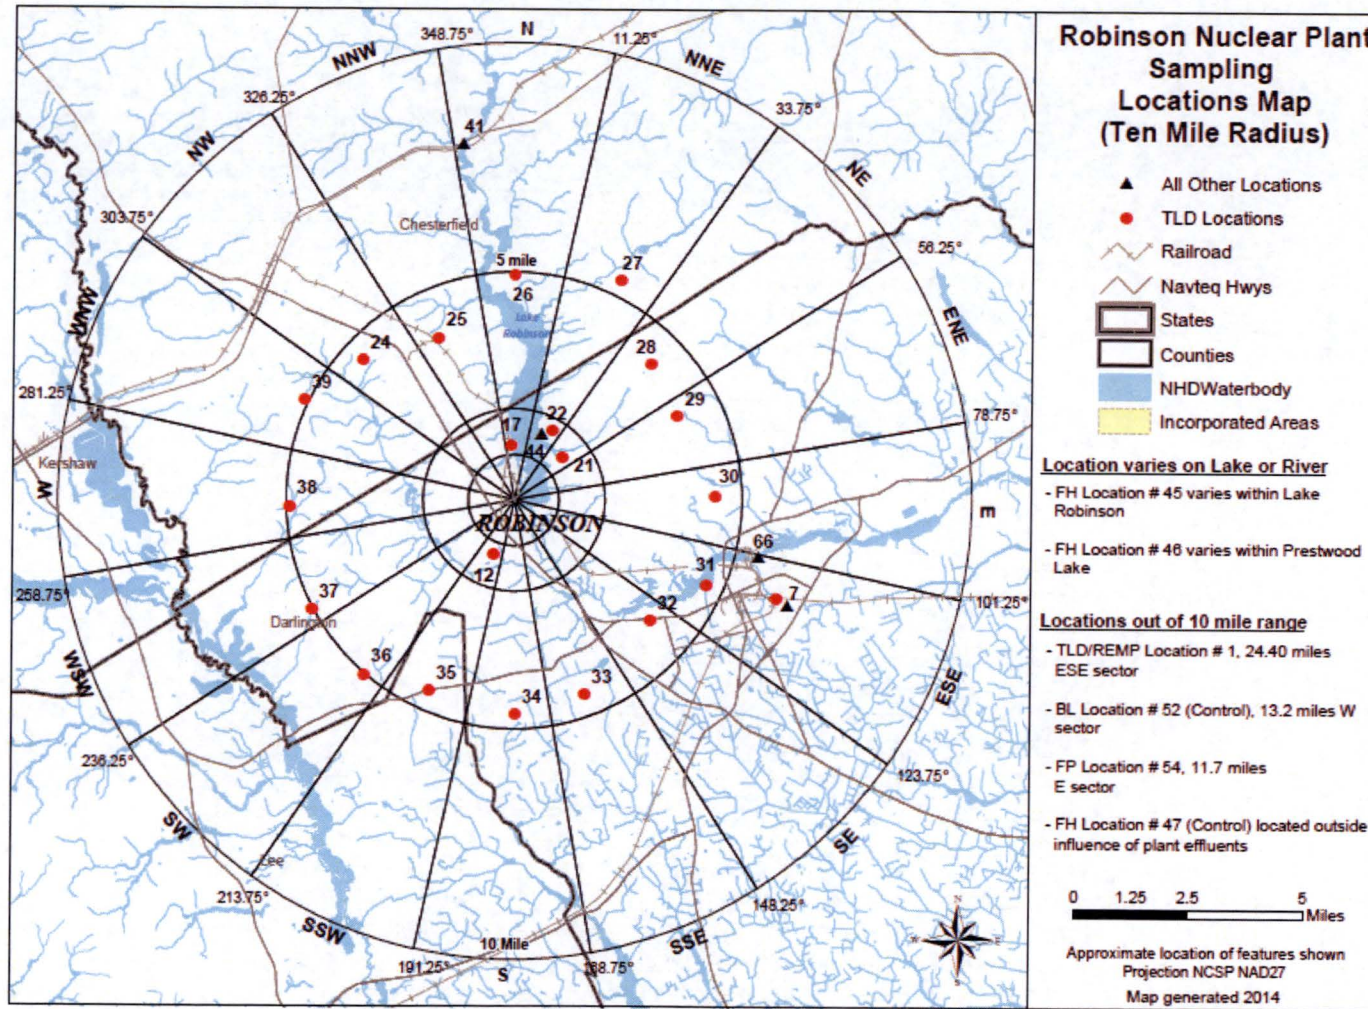 348.75°
N
11.25°
NNW
NNE
326.25°
33.75°
41
NW
NE
303.75°
Chesterfield
56.25°
5 mile
27
26
WNW
Lake
Robinson
ENE
25
24
28
39
281.25°
29
78.75°
22
17
44
21
Kershaw
W
30
38
E
ROBINSON
66
12
31
258.75°
7
101.25°
37
32
Darlington
WSW
36
35
33
ESE
34
236.25°
123.75°
SW
SE
Lee
213.75°
148.25°
SSW
SSE
10 Mile
191.25°
S
168.75°
N
W
E
S
Robinson Nuclear Plant
Sampling
Locations Map
(Ten Mile Radius)
All Other Locations
TLD Locations
Railroad
Navteq Hwys
States
Counties
NHDWaterbody
Incorporated Areas
Location varies on Lake or River
- FH Location # 45 varies within Lake
Robinson
- FH Location # 46 varies within Prestwood
Lake
Locations out of 10 mile range
- TLD/REMP Location # 1, 24.40 miles
ESE sector
- BL Location # 52 (Control), 13.2 miles W
sector
- FP Location # 54, 11.7 miles
E sector
- FH Location # 47 (Control) located outside
influence of plant effluents
0 1.25 2.5 5
Miles
Approximate location of features shown
Projection NCSP NAD27
Map generated 2014